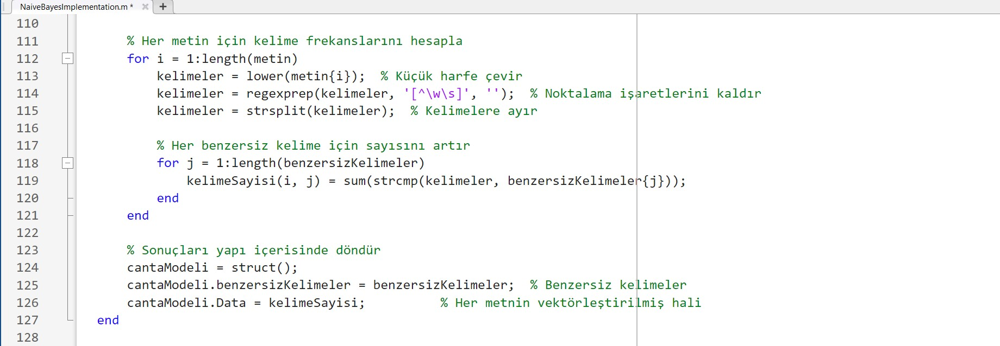 NaiveBayesImplementation.m *
110
111 % Her metin için kelime frekanslarını hesapla
112 for i = 1:length(metin)
113 kelimeler = lower(metin{i}); % Küçük harfe çevir
114 kelimeler = regexprep(kelimeler, '[^\w\s]', ''); % Noktalama işaretlerini kaldır
115 kelimeler = strsplit(kelimeler); % Kelimelere ayır
116
117 % Her benzersiz kelime için sayısını artır
118 for j = 1:length(benzersizKelimeler)
119 kelimeSayisi(i, j) = sum(strcmp(kelimeler, benzersizKelimeler{j}));
120 end
121 end
122
123 % Sonuçları yapı içerisinde döndür
124 cantaModeli = struct();
125 cantaModeli.benzersizKelimeler = benzersizKelimeler; % Benzersiz kelimeler
126 cantaModeli.Data = kelimeSayisi; % Her metnin vektörleştirilmiş hali
127 end
128